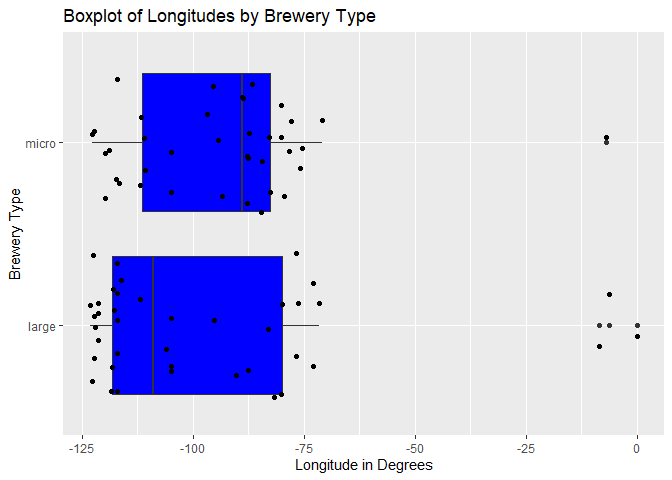 Boxplot of Longitudes by Brewery Type
Brewery Type
micro
large
-125 -100 -75 -50 -25 0
Longitude in Degrees